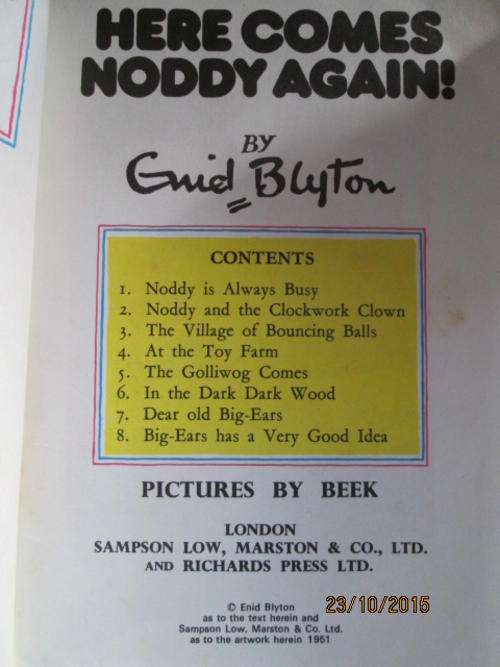 HERE COMES
NODDY AGAIN!
BY
Enid Blyton
CONTENTS
1. Noddy is Always Busy
2. Noddy and the Clockwork Clown
3. The Village of Bouncing Balls
4. At the Toy Farm
5. The Golliwog Comes
6. In the Dark Dark Wood
7. Dear old Big-Ears
8. Big-Ears has a Very Good Idea
PICTURES BY BEEK
LONDON
SAMPSON LOW, MARSTON & CO., LTD.
AND RICHARDS PRESS LTD.
© Enid Blyton
as to the text herein and
Sampson Low, Marston & Co. Ltd.
as to the artwork herein 1951
23/10/2015